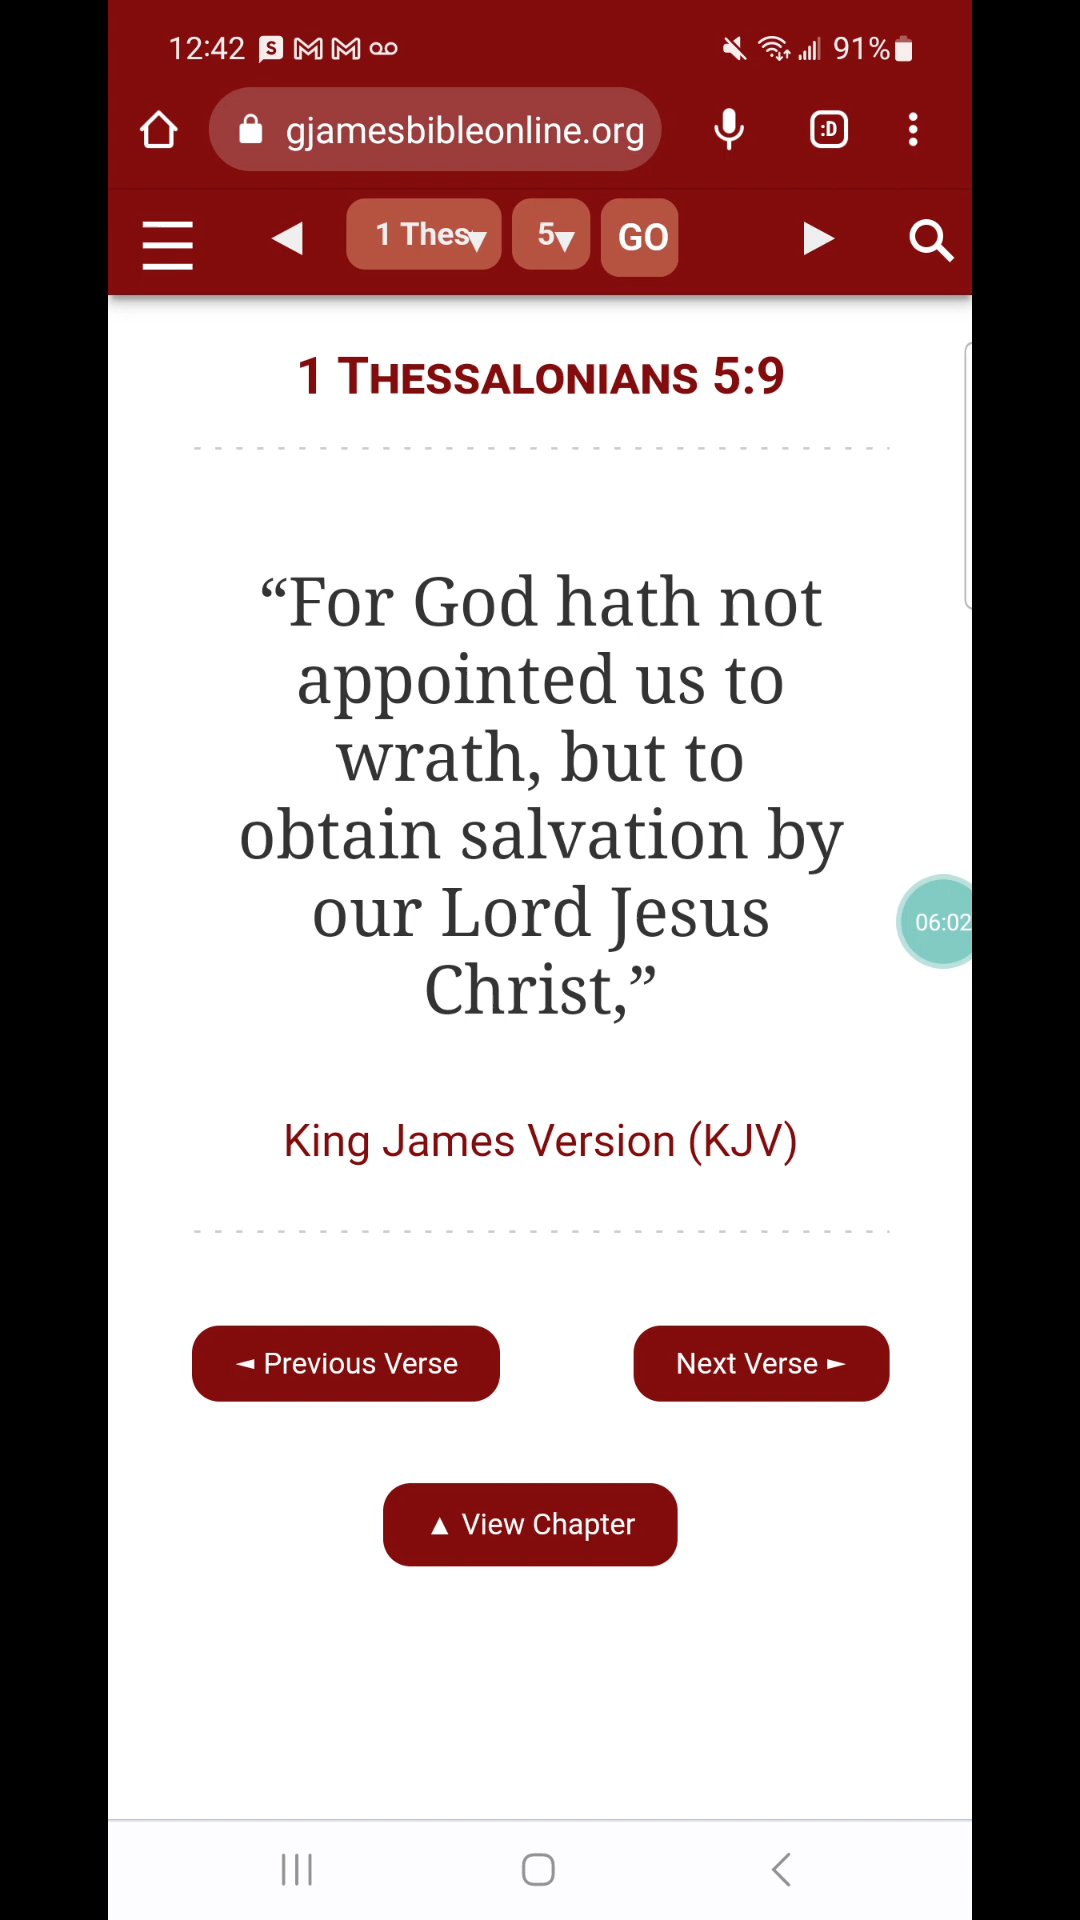 12:42 91%
gjamesbibleonline.org :D
1 Thes 5 GO
1 THESSALONIANS 5:9
“For God hath not
appointed us to
wrath, but to
obtain salvation by
our Lord Jesus
Christ,”
06:02
King James Version (KJV)
◄ Previous Verse Next Verse ►
▲ View Chapter